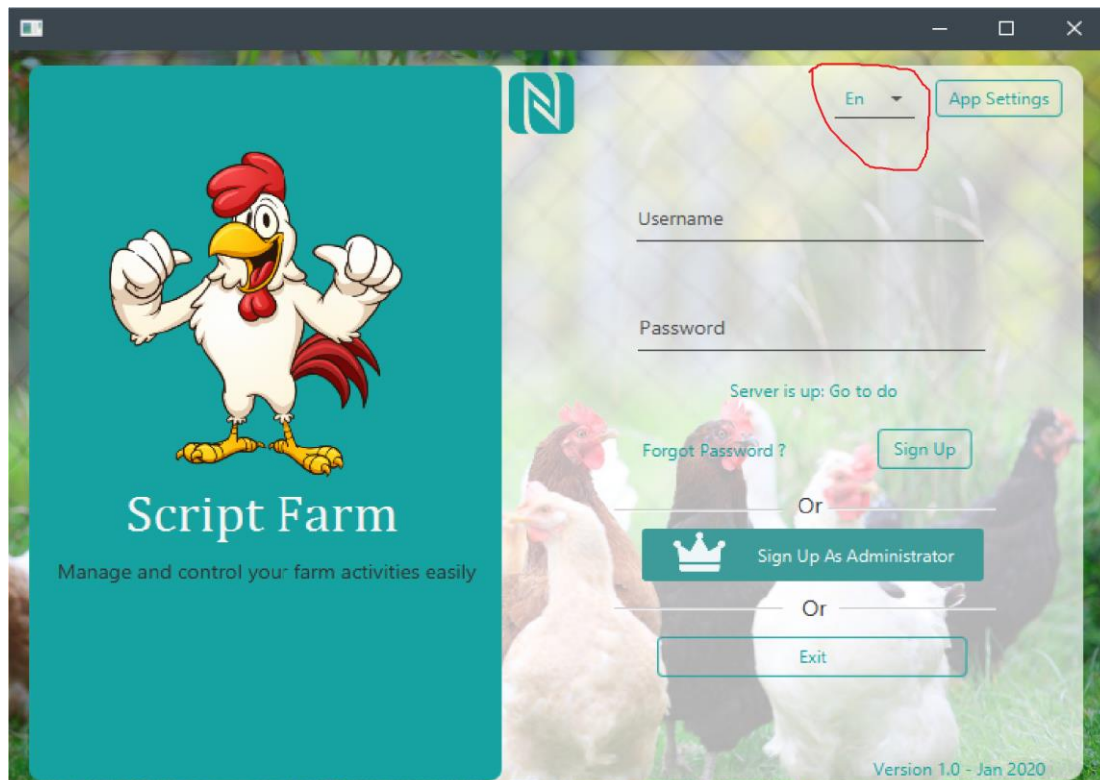 En
App Settings
Username
Password
Server is up: Go to do
Forgot Password ?
Sign Up
Or
Sign Up As Administrator
Or
Exit
Version 1.0 - Jan 2020
Script Farm
Manage and control your farm activities easily